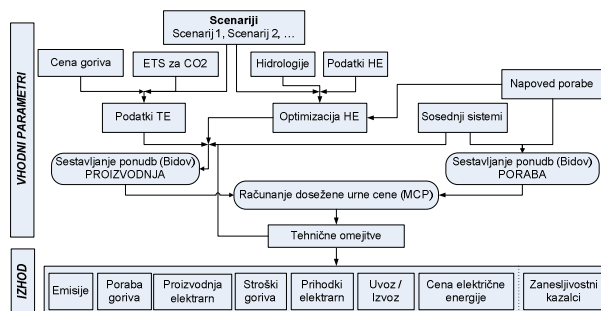 VHODNI PARAMETRI
Scenariji
Scenarij 1, Scenarij 2, ...
Cena goriva
ETS za CO2
Hidrologije
Podatki HE
Napoved porabe
Podatki TE
Optimizacija HE
Sosednji sistemi
Sestavljanje ponudb (Bidov)
PROIZVODNJA
Sestavljanje ponudb (Bidov)
PORABA
Računanje dosežene urne cene (MCP)
Tehnične omejitve
IZHOD
Emisije
Poraba
goriva
Proizvodnja
elektrarn
Stroški
goriva
Prihodki
elektrarn
Uvoz /
Izvoz
Cena električne
energije
Zanesljivostni
kazalci